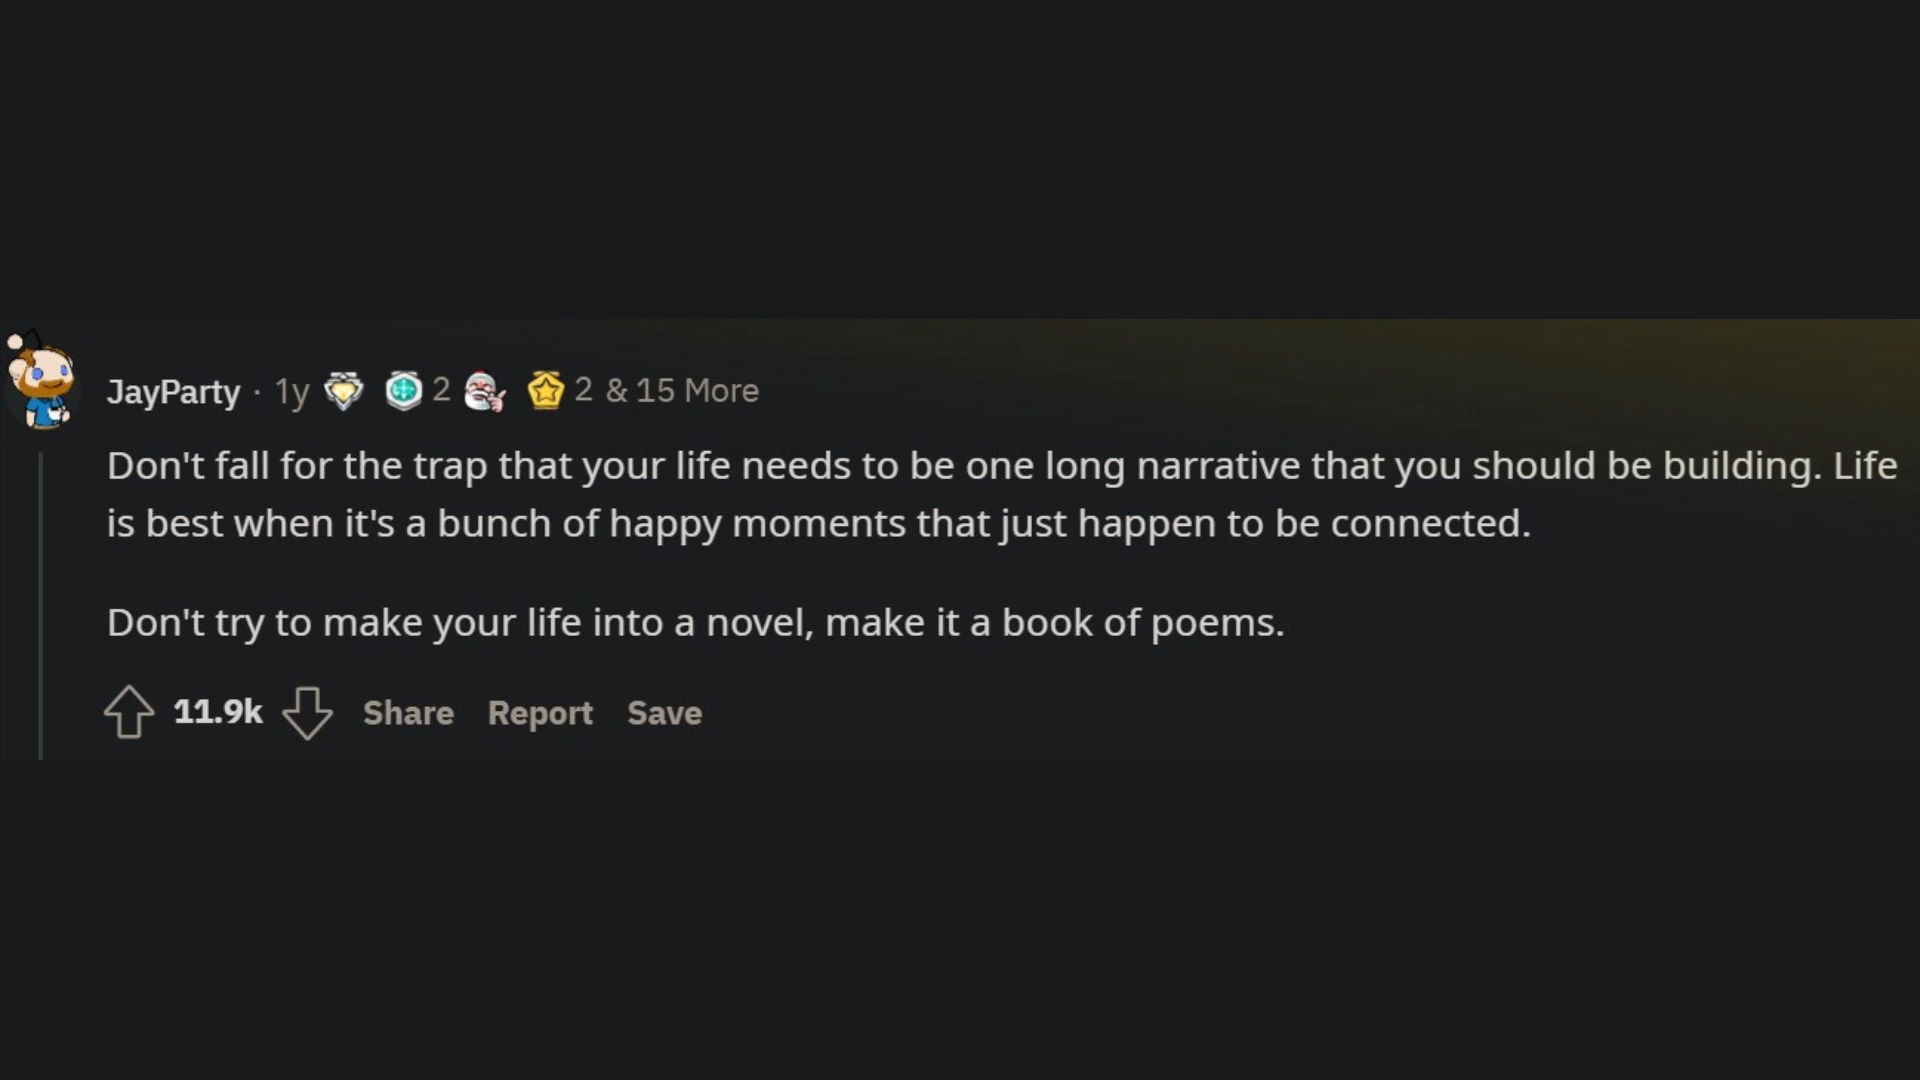 JayParty · 1y 2 2 & 15 More
Don't fall for the trap that your life needs to be one long narrative that you should be building. Life
is best when it's a bunch of happy moments that just happen to be connected.
Don't try to make your life into a novel, make it a book of poems.
11.9k Share Report Save